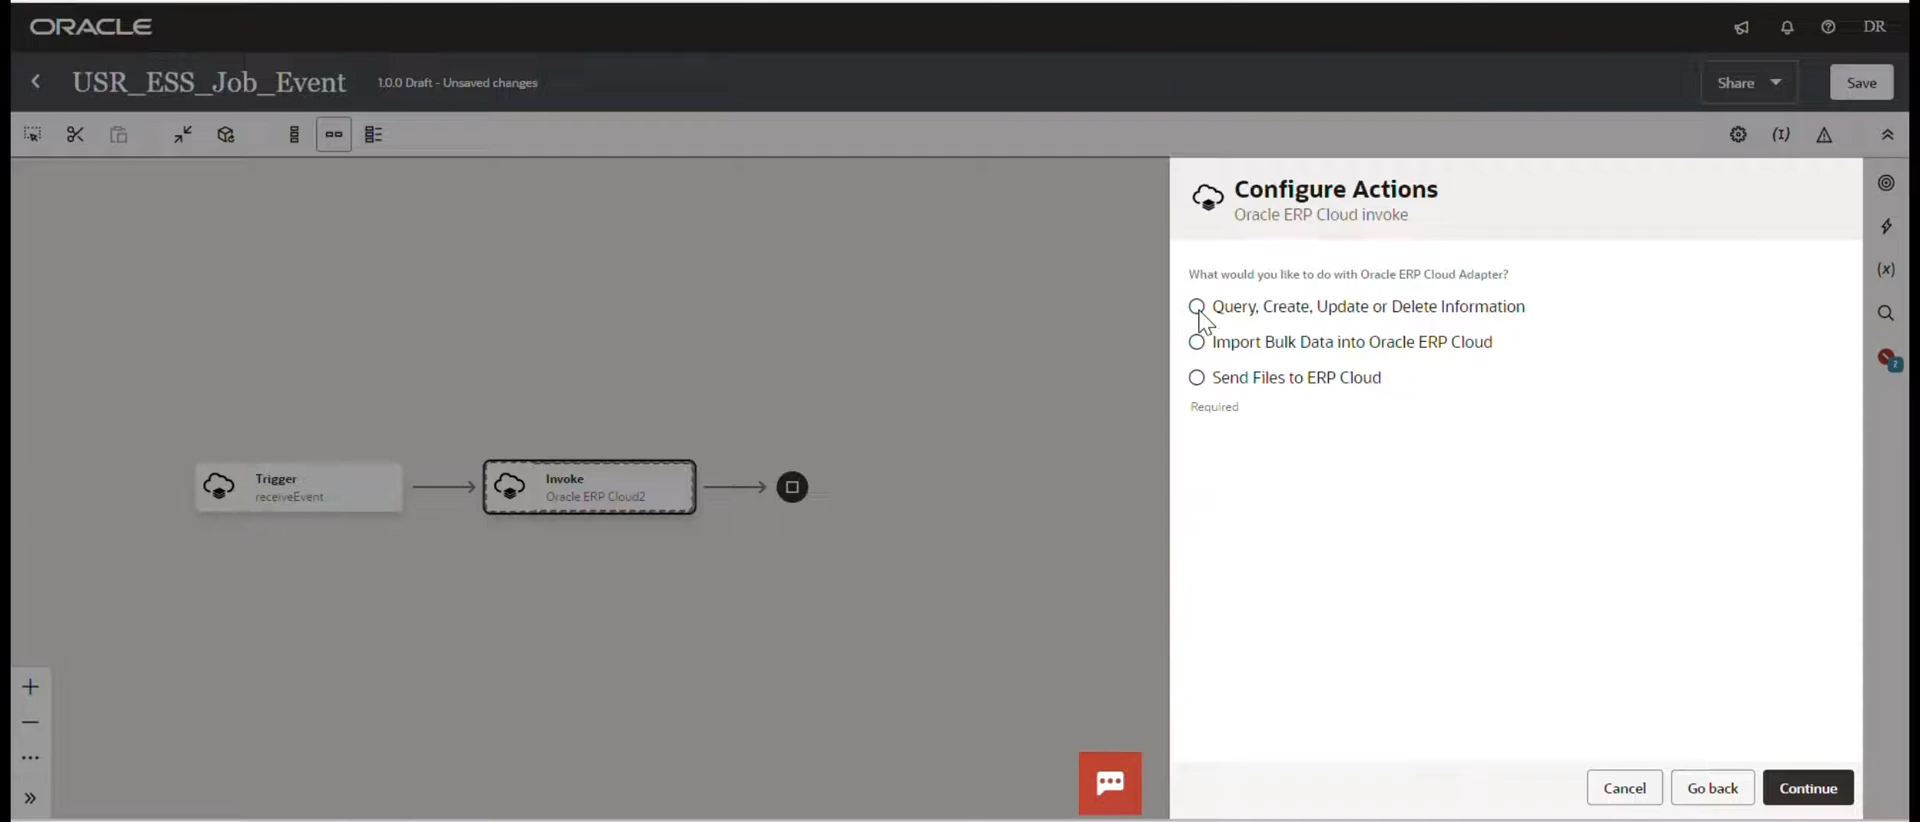 ORACLE
DR
USR_ESS_Job_Event
1.0.0 Draft - Unsaved changes
Share
Save
(I)
Configure Actions
Oracle ERP Cloud invoke
(x)
What would you like to do with Oracle ERP Cloud Adapter?
Query, Create, Update or Delete Information
Import Bulk Data into Oracle ERP Cloud
Send Files to ERP Cloud
Required
Trigger
receiveEvent
Invoke
Oracle ERP Cloud2
Cancel
Go back
Continue